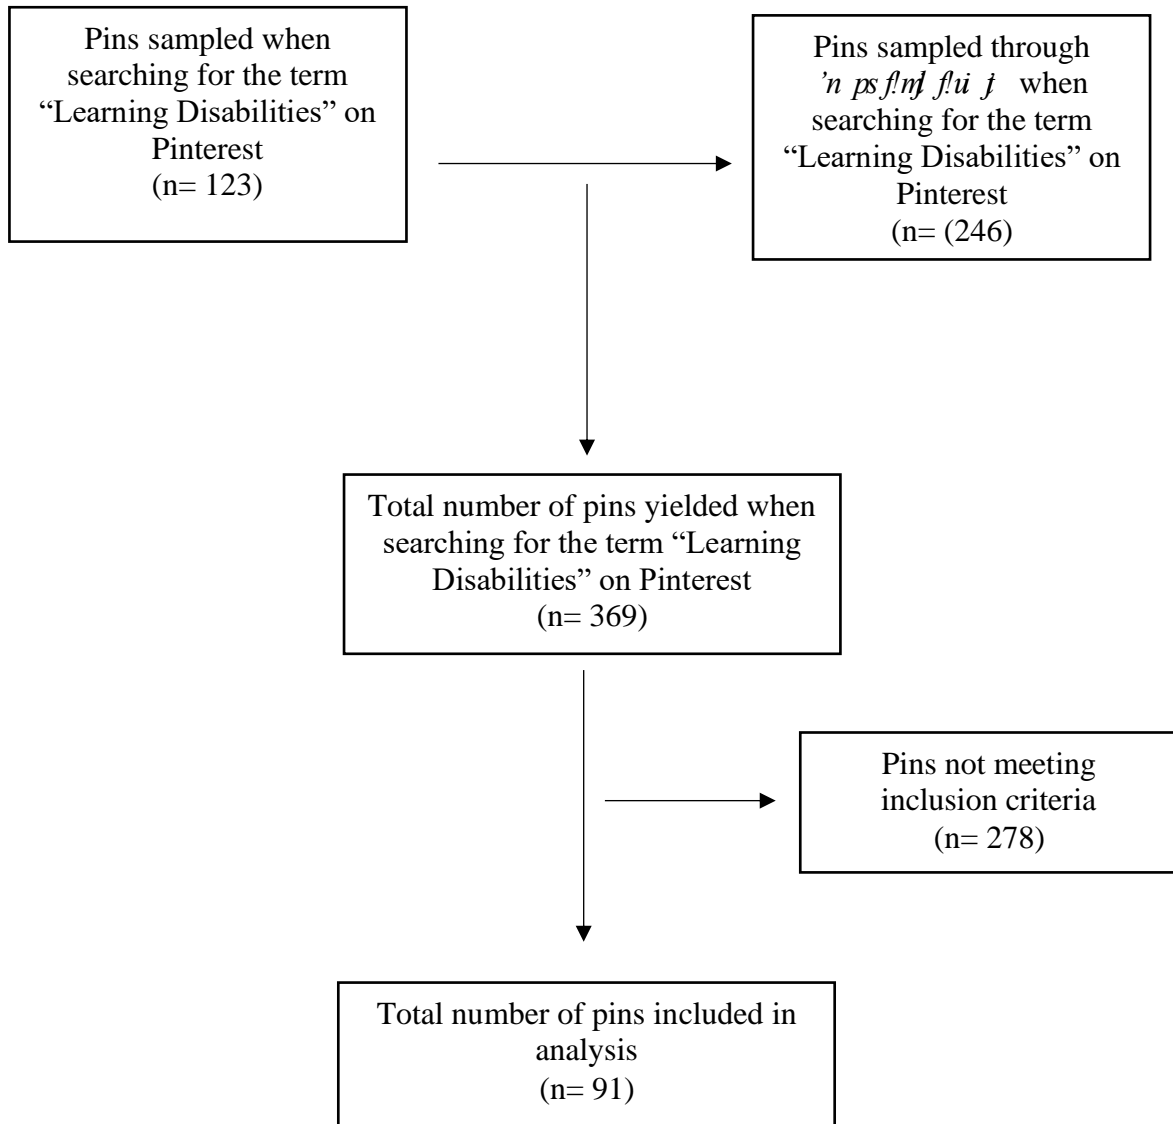 Pins sampled when
searching for the term
“Learning Disabilities” on
Pinterest
(n= 123)
Pins sampled through
when
searching for the term
“Learning Disabilities” on
Pinterest
(n= (246)
Total number of pins yielded when
searching for the term “Learning
Disabilities” on Pinterest
(n= 369)
Pins not meeting
inclusion criteria
(n= 278)
Total number of pins included in
analysis
(n= 91)